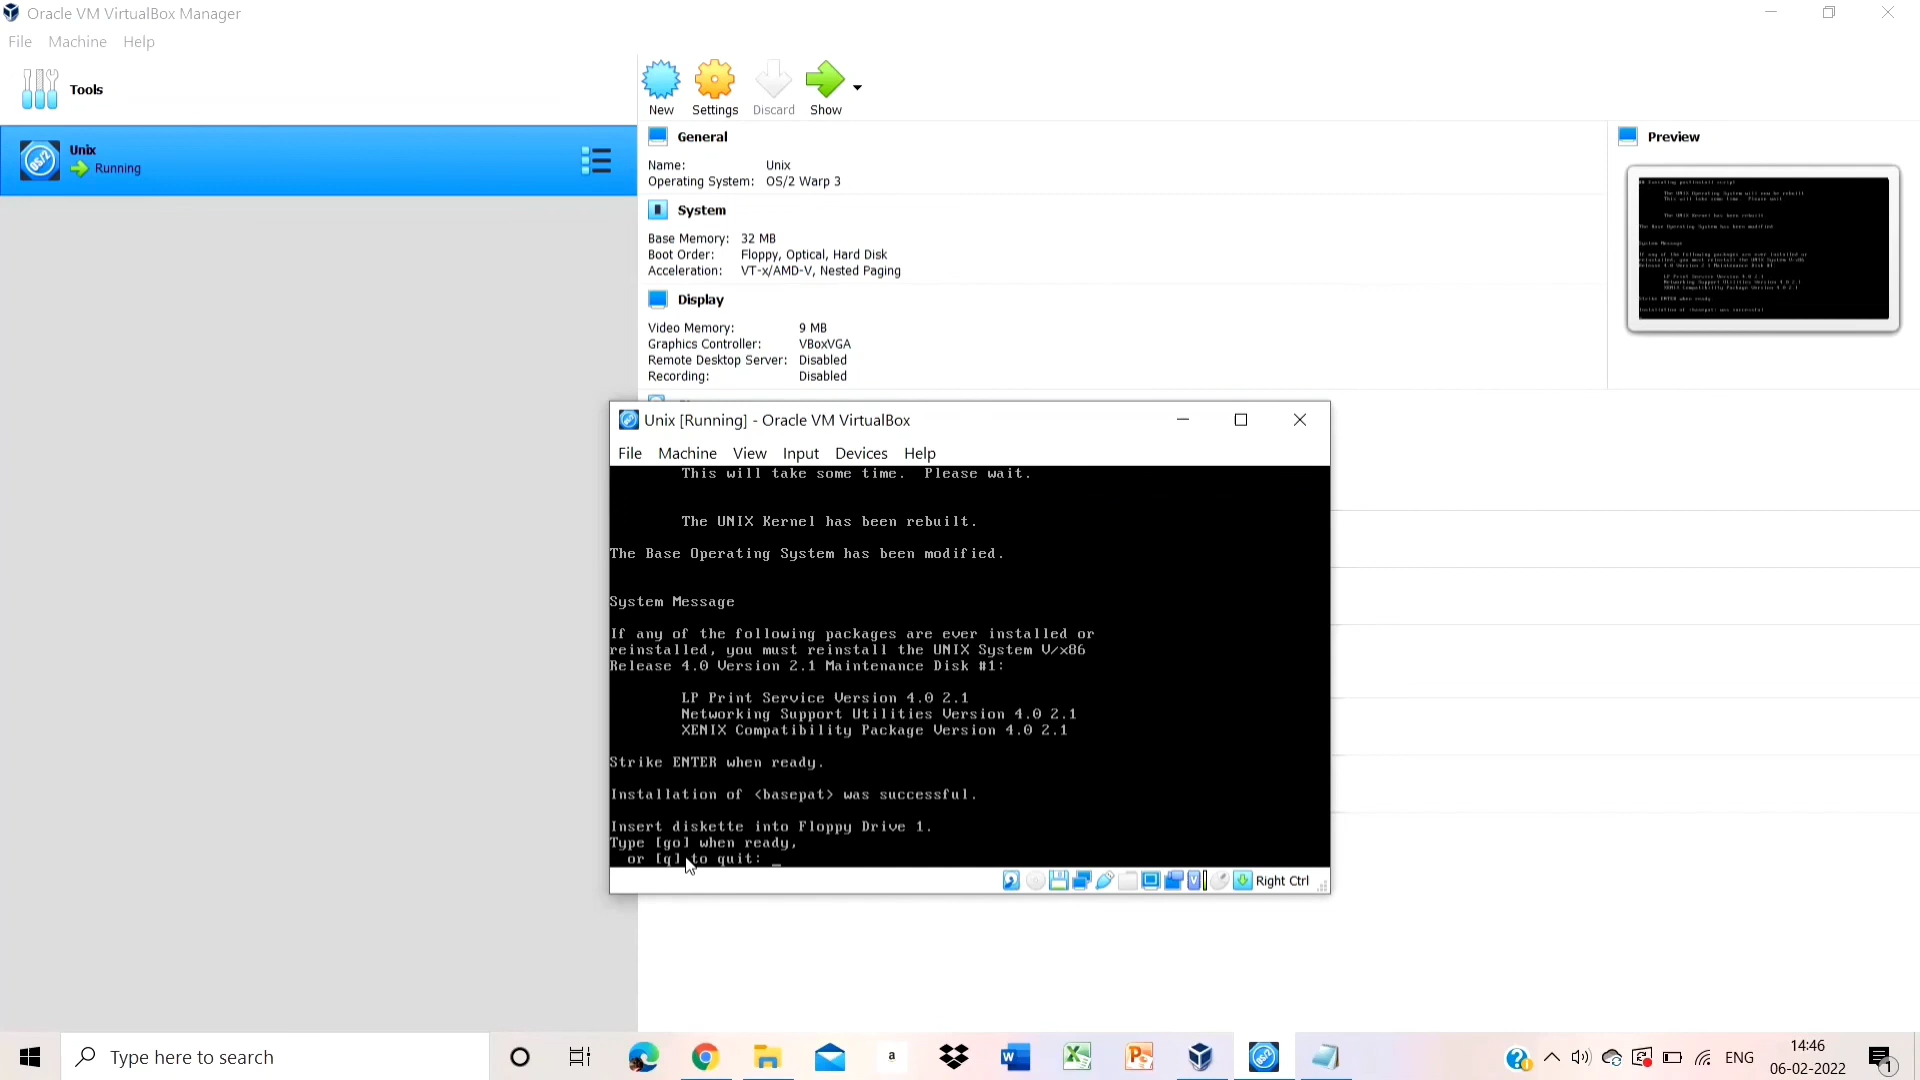 Oracle VM VirtualBox Manager
File Machine Help
Tools
Unix
Running
New Settings Discard Show
General
Name: Unix
Operating System: OS/2 Warp 3
System
Base Memory: 32 MB
Boot Order: Floppy, Optical, Hard Disk
Acceleration: VT-x/AMD-V, Nested Paging
Display
Video Memory: 9 MB
Graphics Controller: VBoxVGA
Remote Desktop Server: Disabled
Recording: Disabled
Preview
Unix [Running] - Oracle VM VirtualBox
File Machine View Input Devices Help
This will take some time. Please wait.
The UNIX Kernel has been rebuilt.
The Base Operating System has been modified.
System Message
If any of the following packages are ever installed or
reinstalled, you must reinstall the UNIX System V/x86
Release 4.0 Version 2.1 Maintenance Disk #1:
LP Print Service Version 4.0 2.1
Networking Support Utilities Version 4.0 2.1
XENIX Compatibility Package Version 4.0 2.1
Strike ENTER when ready.
Installation of <basepat> was successful.
Insert diskette into Floppy Drive 1.
Type [go] when ready,
or [q] to quit: _
Right Ctrl
Type here to search
ENG
14:46
06-02-2022